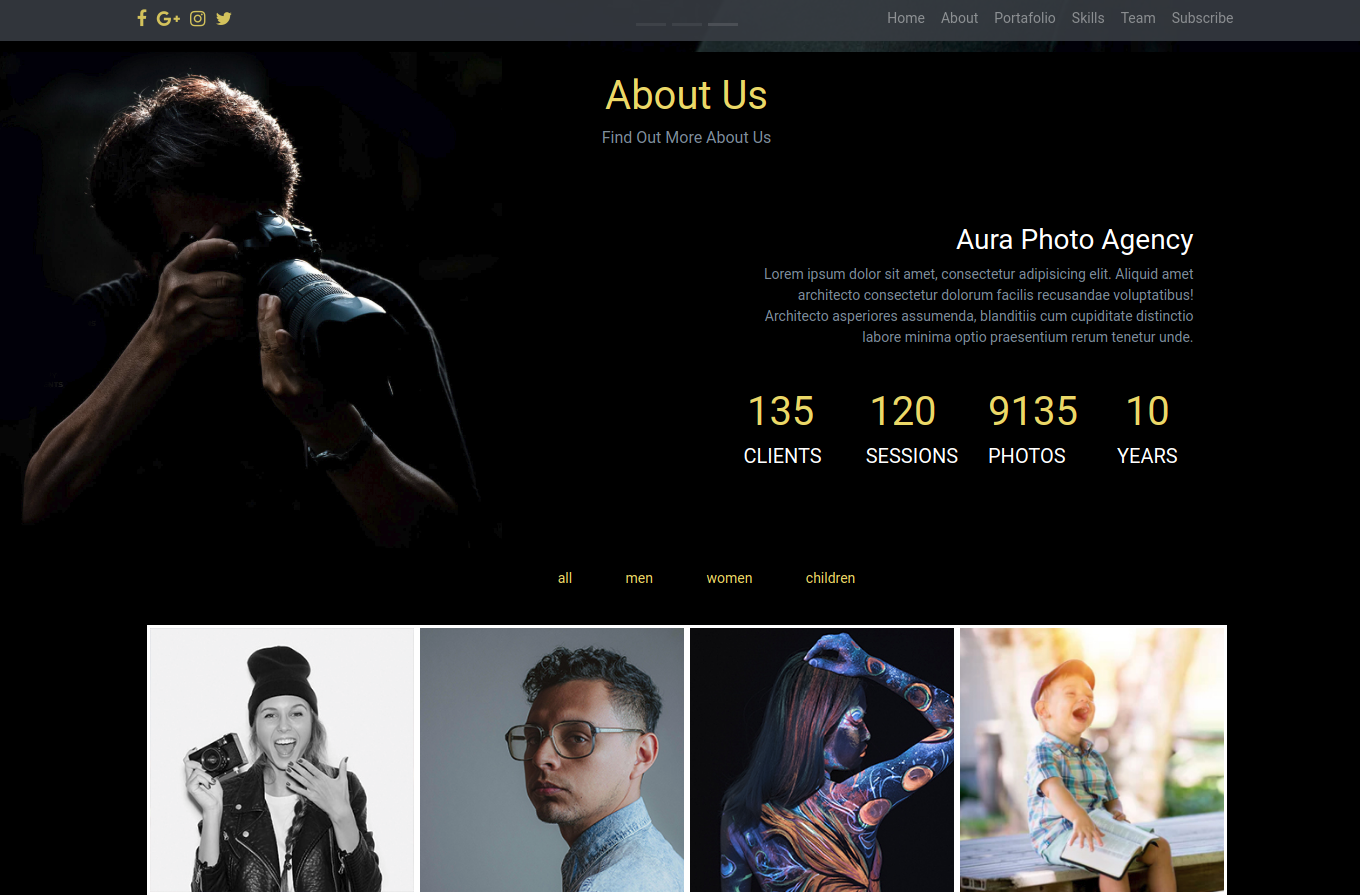 Home About Portafolio Skills Team Subscribe
About Us
Find Out More About Us
Aura Photo Agency
Lorem ipsum dolor sit amet, consectetur adipisicing elit. Aliquid amet
architecto consectetur dolorum facilis recusandae voluptatibus!
Architecto asperiores assumenda, blanditiis cum cupiditate distinctio
labore minima optio praesentium rerum tenetur unde.
135 120 9135 10
CLIENTS SESSIONS PHOTOS YEARS
all men women children